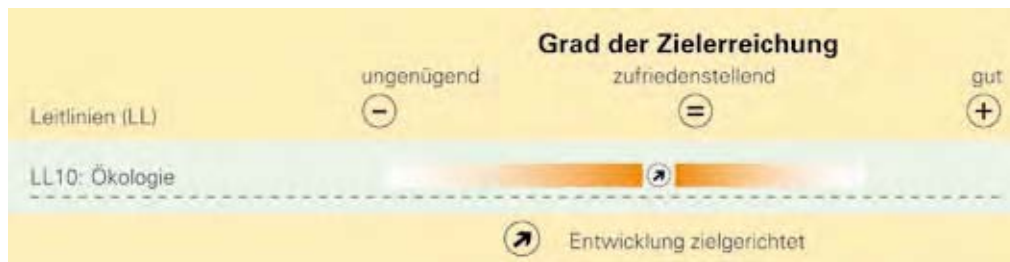 Grad der Zielerreichung
ungenügend zufriedenstellend gut
Leitlinien (LL)
LL10: Ökologie
Entwicklung zielgerichtet